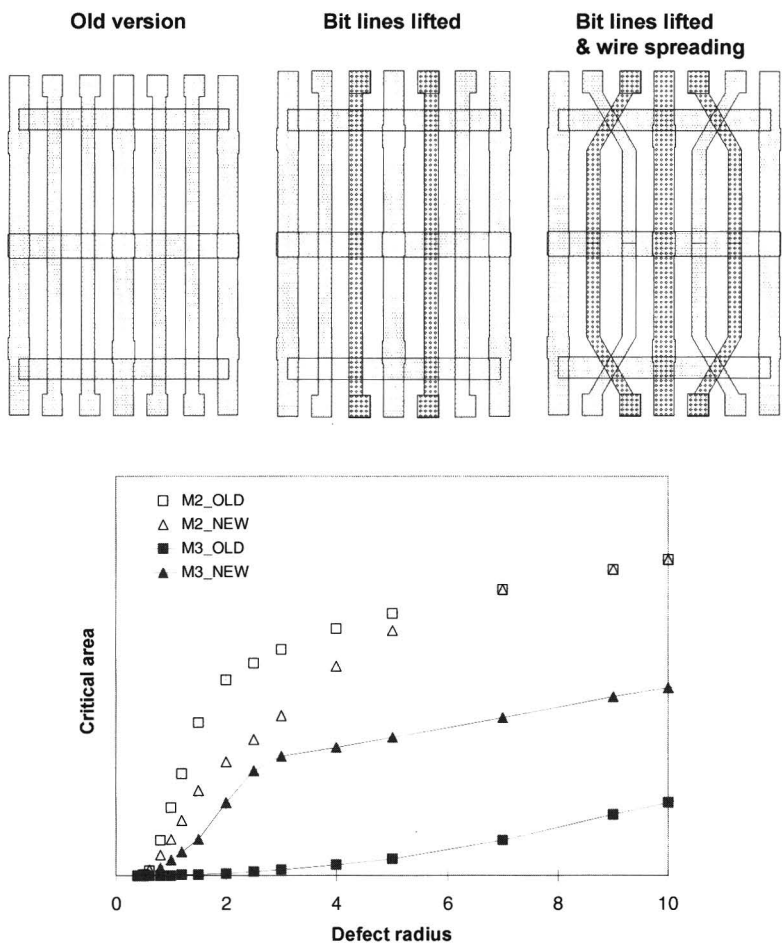 Old version
Bit lines lifted
Bit lines lifted
& wire spreading
M2_OLD
M2_NEW
M3_OLD
M3_NEW
Critical area
0 2 4 6 8 10
Defect radius